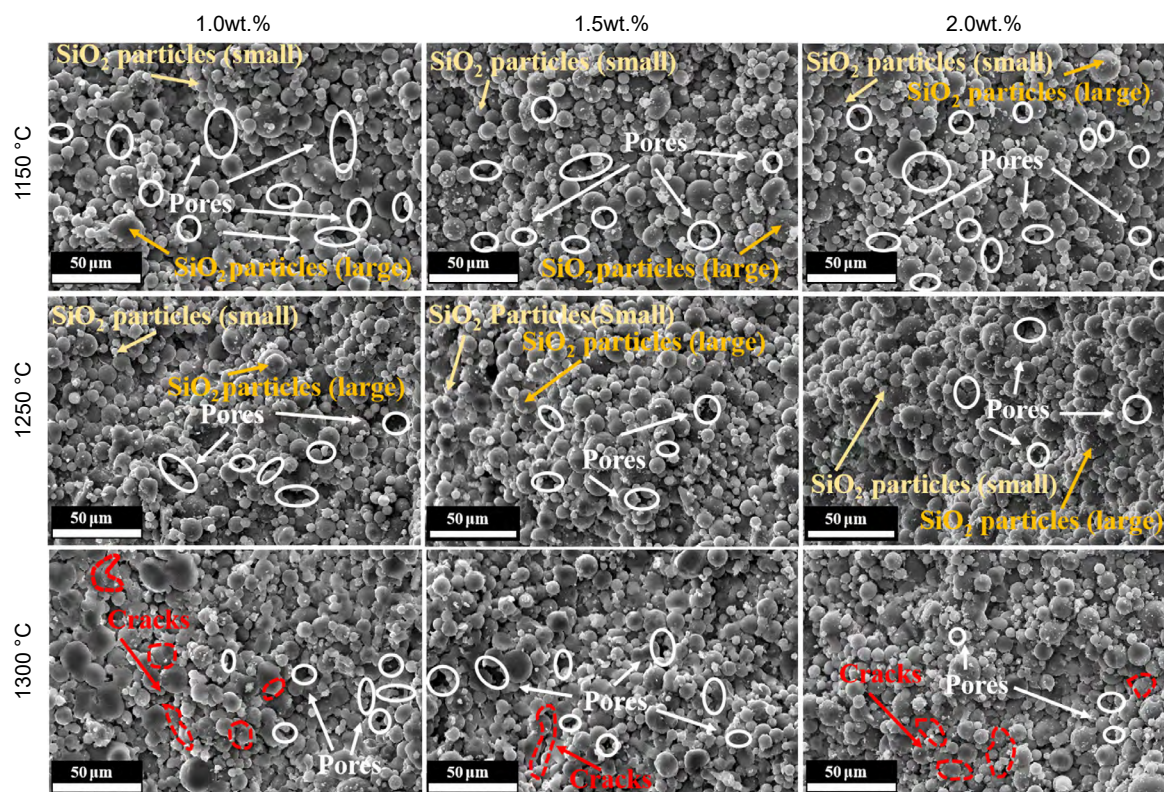 1.0wt.%
1.5wt.%
2.0wt.%
1150 °C
SiO₂ particles (small)
Pores
SiO₂ particles (large)
50 μm
SiO₂ particles (small)
Pores
SiO₂ particles (large)
50 μm
SiO₂ particles (small)
SiO₂ particles (large)
Pores
50 μm
1250 °C
SiO₂ particles (small)
SiO₂ particles (large)
Pores
50 μm
SiO₂ Particles(Small)
SiO₂ particles (large)
Pores
50 μm
Pores
SiO₂ particles (small)
SiO₂ particles (large)
50 μm
1300 °C
Cracks
Pores
50 μm
Pores
Cracks
50 μm
Cracks
Pores
50 μm